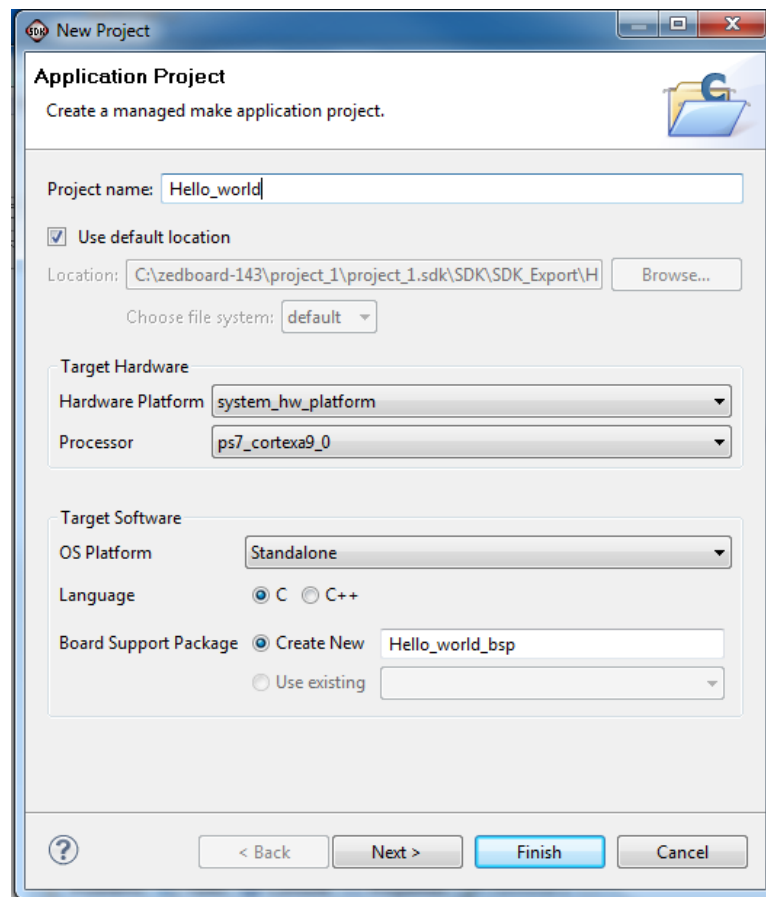 SDK New Project
Application Project
Create a managed make application project.
C
Project name: Hello_world
Use default location
Location: C:\zedboard-143\project_1\project_1.sdk\SDK\SDK_Export\H Browse...
Choose file system: default
Target Hardware
Hardware Platform system_hw_platform
Processor ps7_cortexa9_0
Target Software
OS Platform Standalone
Language C C++
Board Support Package Create New Hello_world_bsp
Use existing
? < Back Next > Finish Cancel